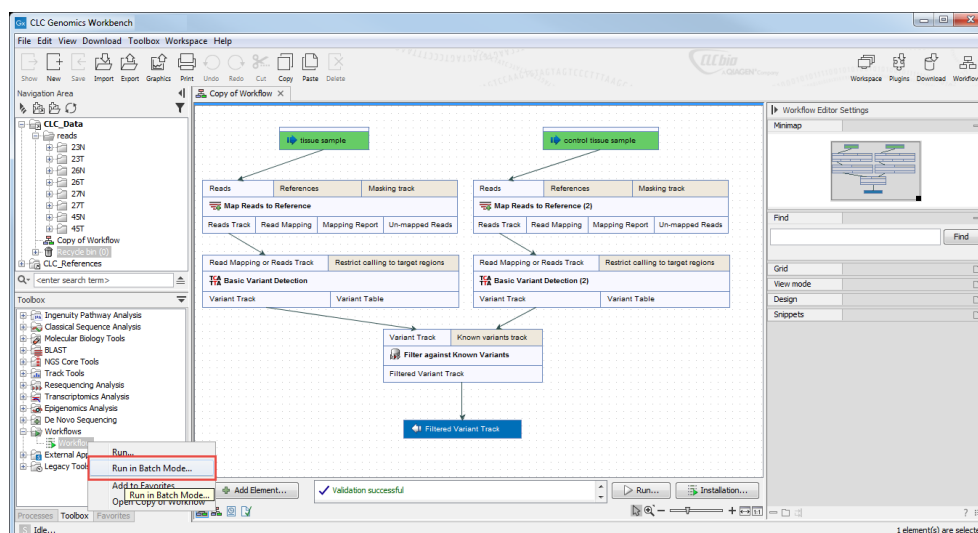 CLC Genomics Workbench
File Edit View Download Toolbox Workspace Help
Show New Save Import Export Graphics Print Undo Redo Cut Copy Paste Delete
CLC bio
Workspace Plugins Download Workflow
Navigation Area
CLC_Data
reads
23N
23T
26N
26T
27N
27T
45N
45T
Copy of Workflow
Recycle bin (0)
CLC_References
<enter search term>
Toolbox
Ingenuity Pathway Analysis
Classical Sequence Analysis
Molecular Biology Tools
BLAST
NGS Core Tools
Track Tools
Resequencing Analysis
Transcriptomics Analysis
Epigenomics Analysis
De Novo Sequencing
Workflows
Workflow
External App
Legacy Tools
Run...
Run in Batch Mode...
Add to Favorites
Run in Batch Mode...
Open Copy of Workflow
Processes Toolbox Favorites
Idle...
Copy of Workflow
tissue sample
control tissue sample
Reads References Masking track
Map Reads to Reference
Reads Track Read Mapping Mapping Report Un-mapped Reads
Reads References Masking track
Map Reads to Reference (2)
Reads Track Read Mapping Mapping Report Un-mapped Reads
Read Mapping or Reads Track Restrict calling to target regions
Basic Variant Detection
Variant Track Variant Table
Read Mapping or Reads Track Restrict calling to target regions
Basic Variant Detection (2)
Variant Track Variant Table
Variant Track Known variants track
Filter against Known Variants
Filtered Variant Track
Filtered Variant Track
Add Element...
Validation successful
Run...
Installation...
Workflow Editor Settings
Minimap
Find
Find
Grid
View mode
Design
Snippets
1 element(s) are selected